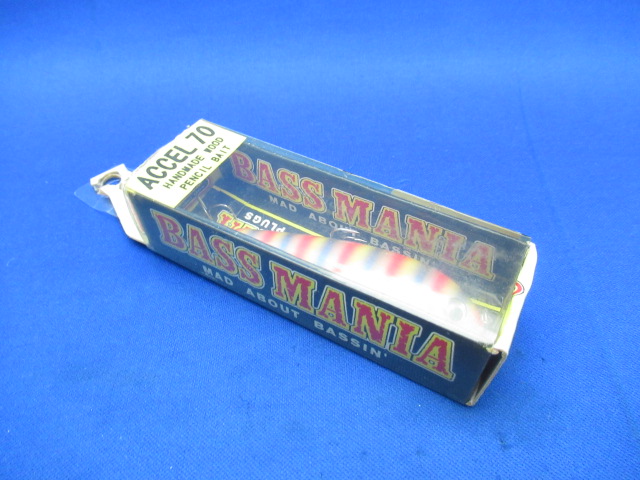 ACCEL 70
HANDMADE WOOD
PENCIL BAIT
BASS MANIA
MAD ABOUT BASSIN'
PLUGS
BASS MANIA
MAD ABOUT BASSIN'